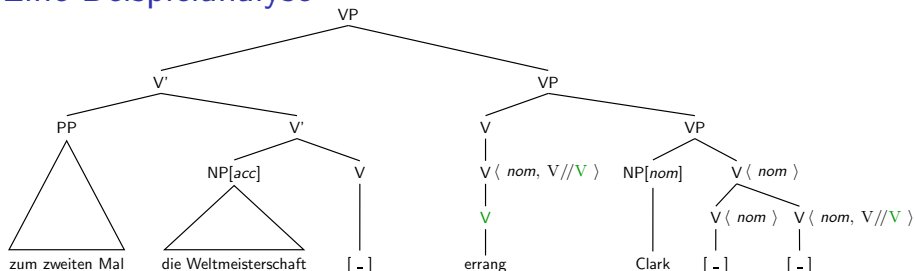 Eine Beispielanalyse
VP
V' VP
PP V' V VP
NP[acc] V V⟨ nom, V//V ⟩ NP[nom] V⟨ nom ⟩
V V⟨ nom ⟩ V⟨ nom, V//V ⟩
zum zweiten Mal die Weltmeisterschaft [ - ] errang Clark [ - ] [ - ]